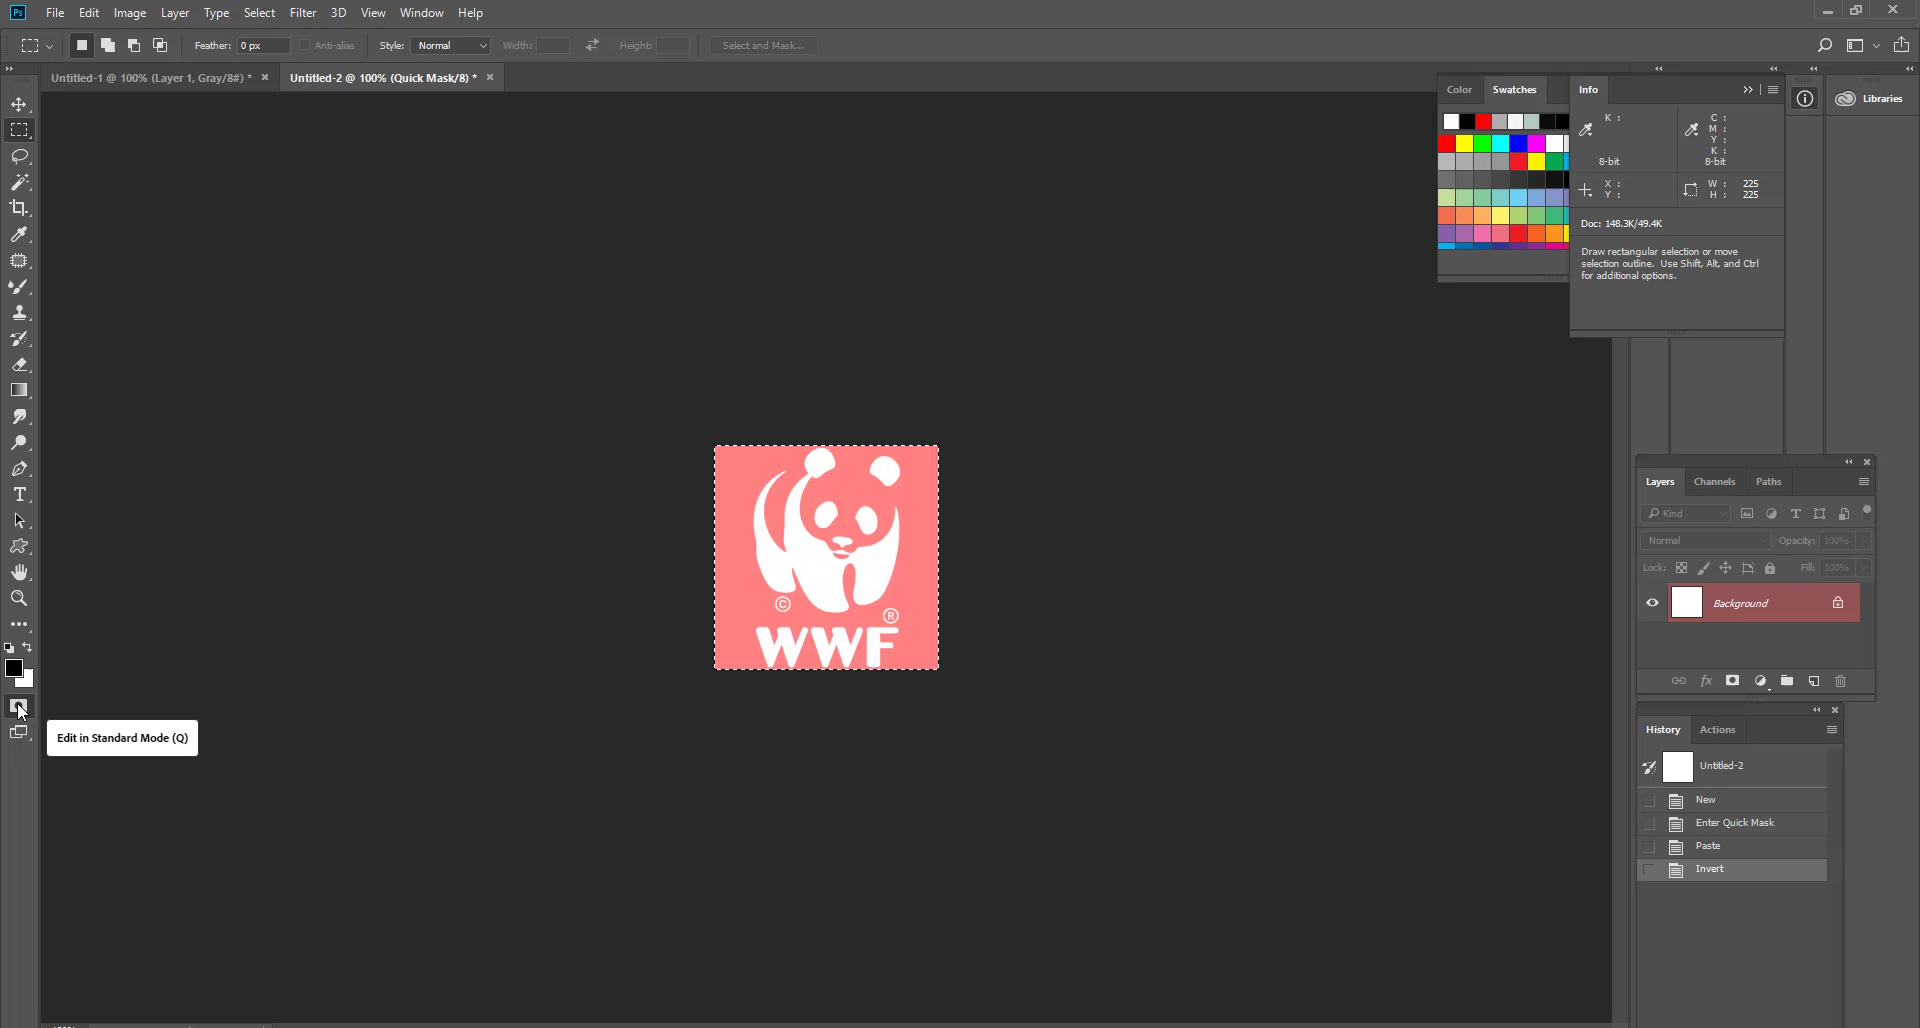 Ps File Edit Image Layer Type Select Filter 3D View Window Help
Feather: 0 px Anti-alias Style: Normal Width: Height: Select and Mask...
Untitled-1 @ 100% (Layer 1, Gray/8#) * × Untitled-2 @ 100% (Quick Mask/8) * ×
Color Swatches
Info
K :
8-bit
C :
M :
Y :
K :
8-bit
X :
Y :
W : 225
H : 225
Doc: 148.3K/49.4K
Draw rectangular selection or move
selection outline. Use Shift, Alt, and Ctrl
for additional options.
Libraries
©
®
WWF
T
Edit in Standard Mode (Q)
Layers Channels Paths
Kind T
Normal Opacity: 100%
Lock: Fill: 100%
Background
fx
History Actions
Untitled-2
New
Enter Quick Mask
Paste
Invert